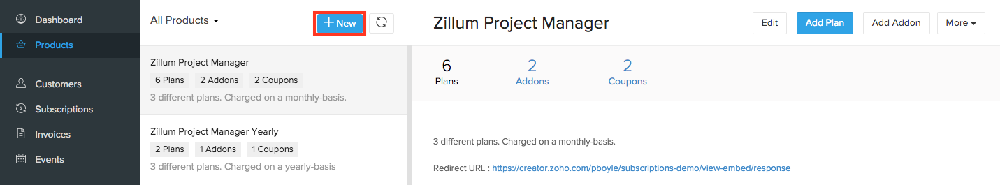 Dashboard
Products
Customers
Subscriptions
Invoices
Events
All Products
+ New
Zillum Project Manager
6 Plans 2 Addons 2 Coupons
3 different plans. Charged on a monthly-basis.
Zillum Project Manager Yearly
2 Plans 1 Addons 1 Coupons
3 different plans. Charged on a yearly-basis
Zillum Project Manager
Edit Add Plan Add Addon More
6 2 2
Plans Addons Coupons
3 different plans. Charged on a monthly-basis.
Redirect URL : https://creator.zoho.com/pboyle/subscriptions-demo/view-embed/response